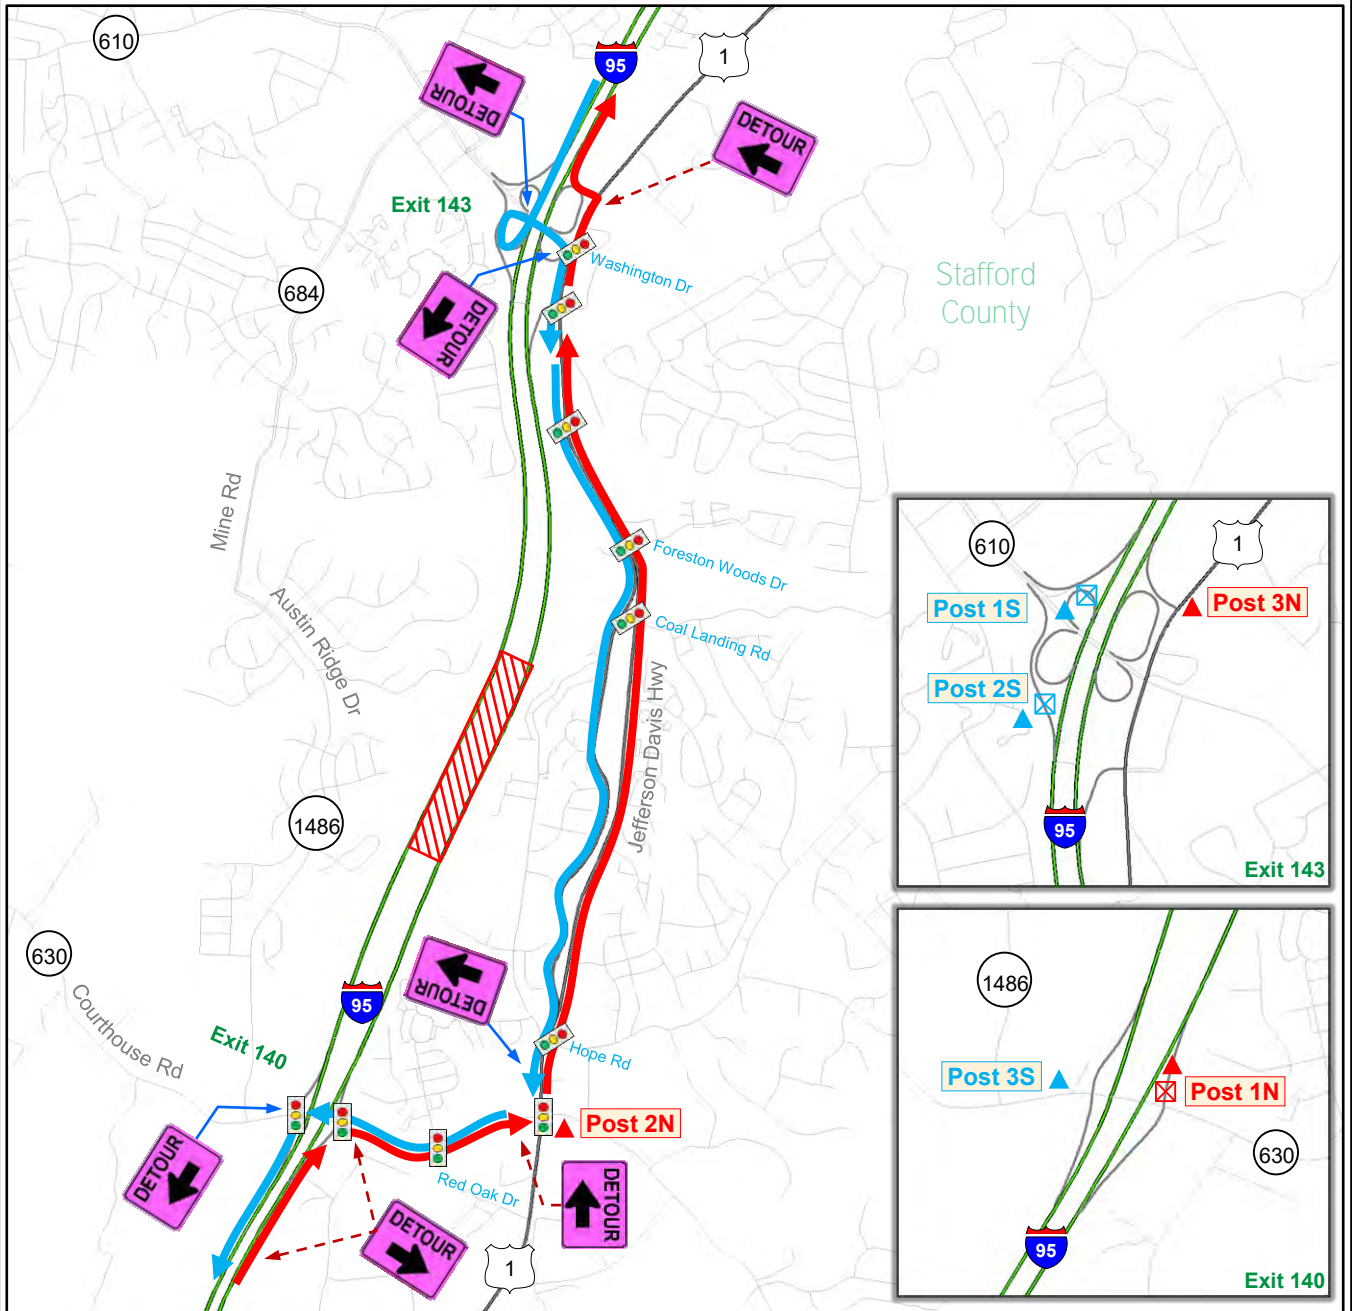 610
95
1
DETOUR
DETOUR
Exit 143
Washington Dr
684
DETOUR
Stafford
County
Mine Rd
Foreston Woods Dr
Austin Ridge Dr
Coal Landing Rd
Jefferson Davis Hwy
1486
630
Courthouse Rd
95
Exit 140
DETOUR
Hope Rd
Post 2N
DETOUR
Red Oak Dr
DETOUR
DETOUR
1
610
1
Post 1S
Post 3N
Post 2S
95
Exit 143
1486
Post 3S
Post 1N
630
95
Exit 140